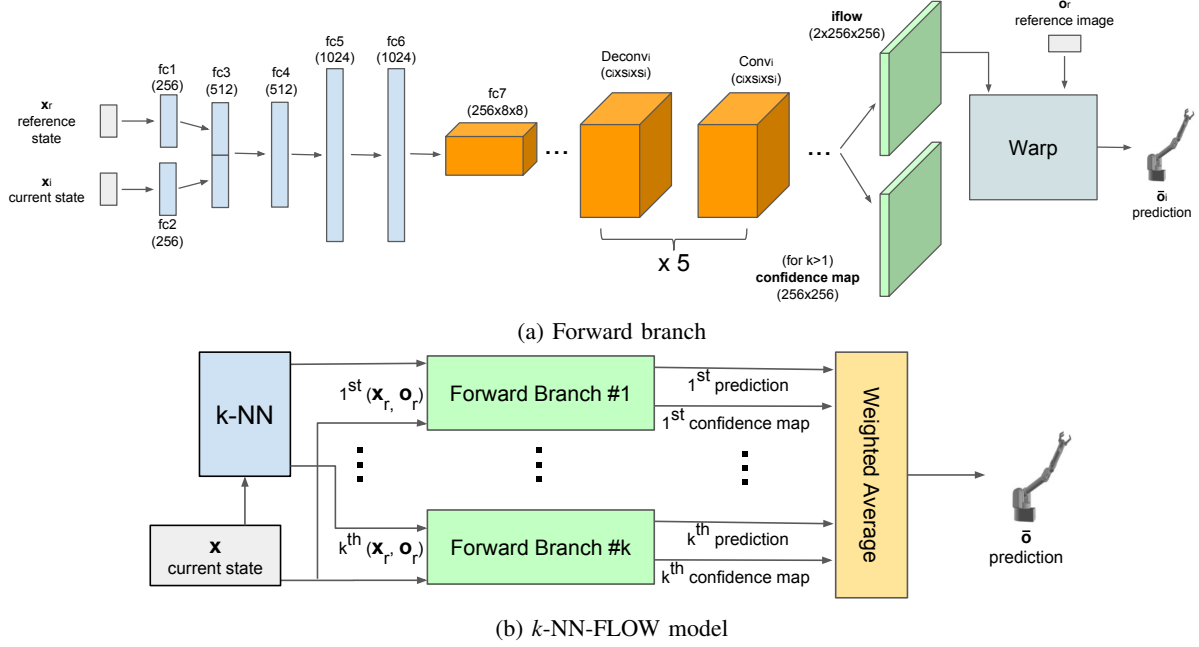 fc1
(256)
fc3
(512)
fc4
(512)
fc5
(1024)
fc6
(1024)
fc7
(256x8x8)
Deconvᵢ
(cᵢxsᵢxsᵢ)
Convᵢ
(cᵢxsᵢxsᵢ)
iflow
(2x256x256)
oᵣ
reference image
xᵣ
reference
state
xᵢ
current state
fc2
(256)
...
...
x 5
(for k>1)
confidence map
(256x256)
Warp
ōᵢ
prediction
(a) Forward branch
k-NN
x
current state
1ˢᵗ (xᵣ, oᵣ)
kᵗʰ (xᵣ, oᵣ)
Forward Branch #1
Forward Branch #k
1ˢᵗ prediction
1ˢᵗ confidence map
kᵗʰ prediction
kᵗʰ confidence map
Weighted Average
ō
prediction
(b) k-NN-FLOW model